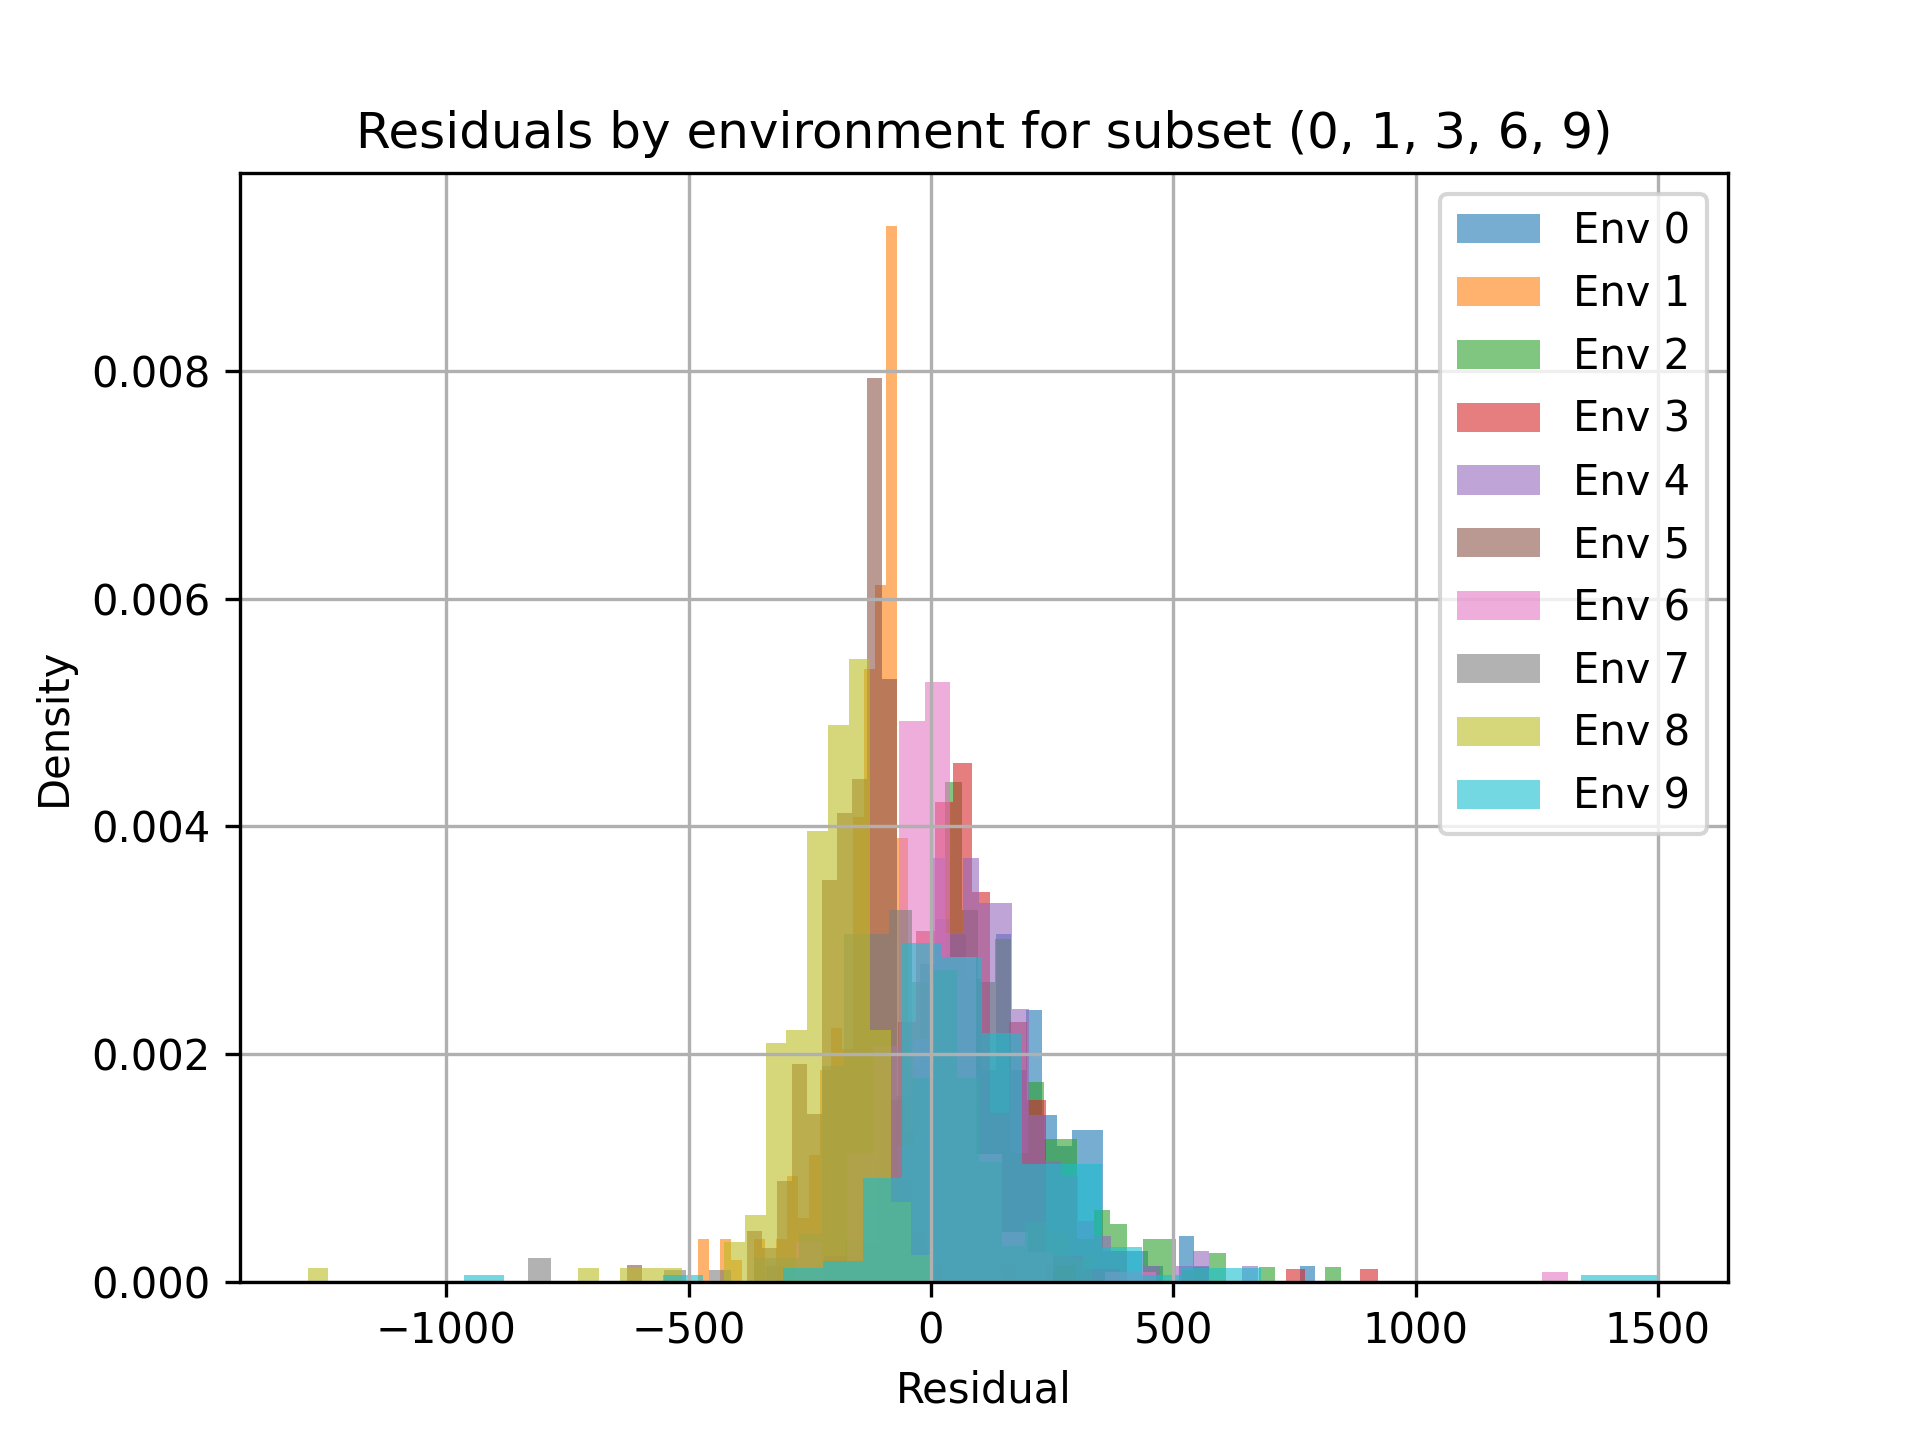 Residuals by environment for subset (0, 1, 3, 6, 9)
Env 0
Env 1
Env 2
Env 3
Env 4
Env 5
Env 6
Env 7
Env 8
Env 9
Density
0.008
0.006
0.004
0.002
0.000
−1000 −500 0 500 1000 1500
Residual